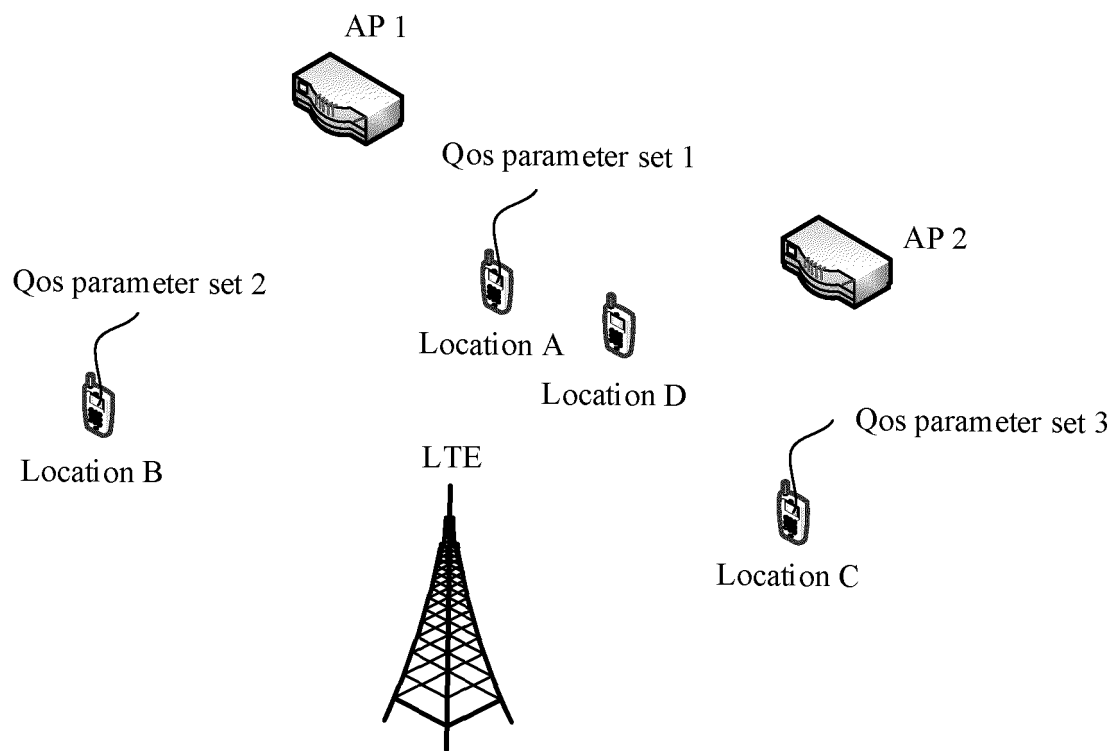 AP 1
Qos parameter set 1
AP 2
Qos parameter set 2
Location A
Location D
Qos parameter set 3
Location B
LTE
Location C